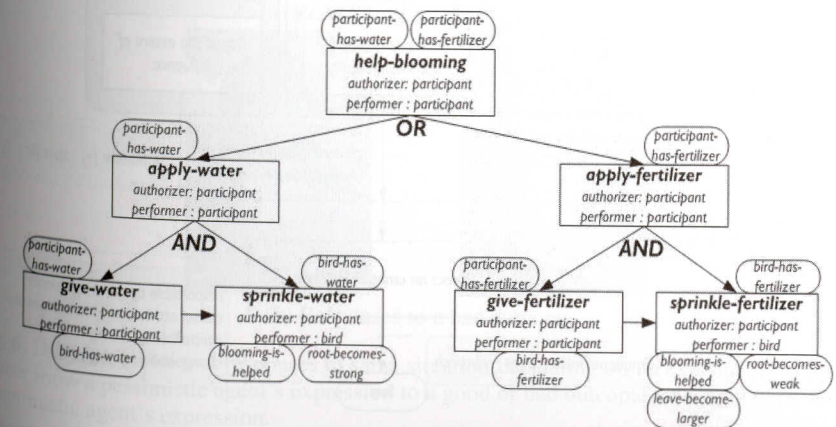 participant-
has-water
participant-
has-fertilizer
help-blooming
authorizer: participant
performer : participant
OR
participant-
has-water
apply-water
authorizer: participant
performer : participant
AND
participant-
has-fertilizer
apply-fertilizer
authorizer: participant
performer : participant
AND
participant-
has-water
give-water
authorizer: participant
performer : participant
bird-has-water
bird-has-
water
sprinkle-water
authorizer: participant
performer : bird
blooming-is-
helped
root-becomes-
strong
participant-
has-fertilizer
give-fertilizer
authorizer: participant
performer : participant
bird-has-
fertilizer
bird-has-
fertilizer
sprinkle-fertilizer
authorizer: participant
performer : bird
blooming-is-
helped
root-becomes-
weak
leave-become-
larger